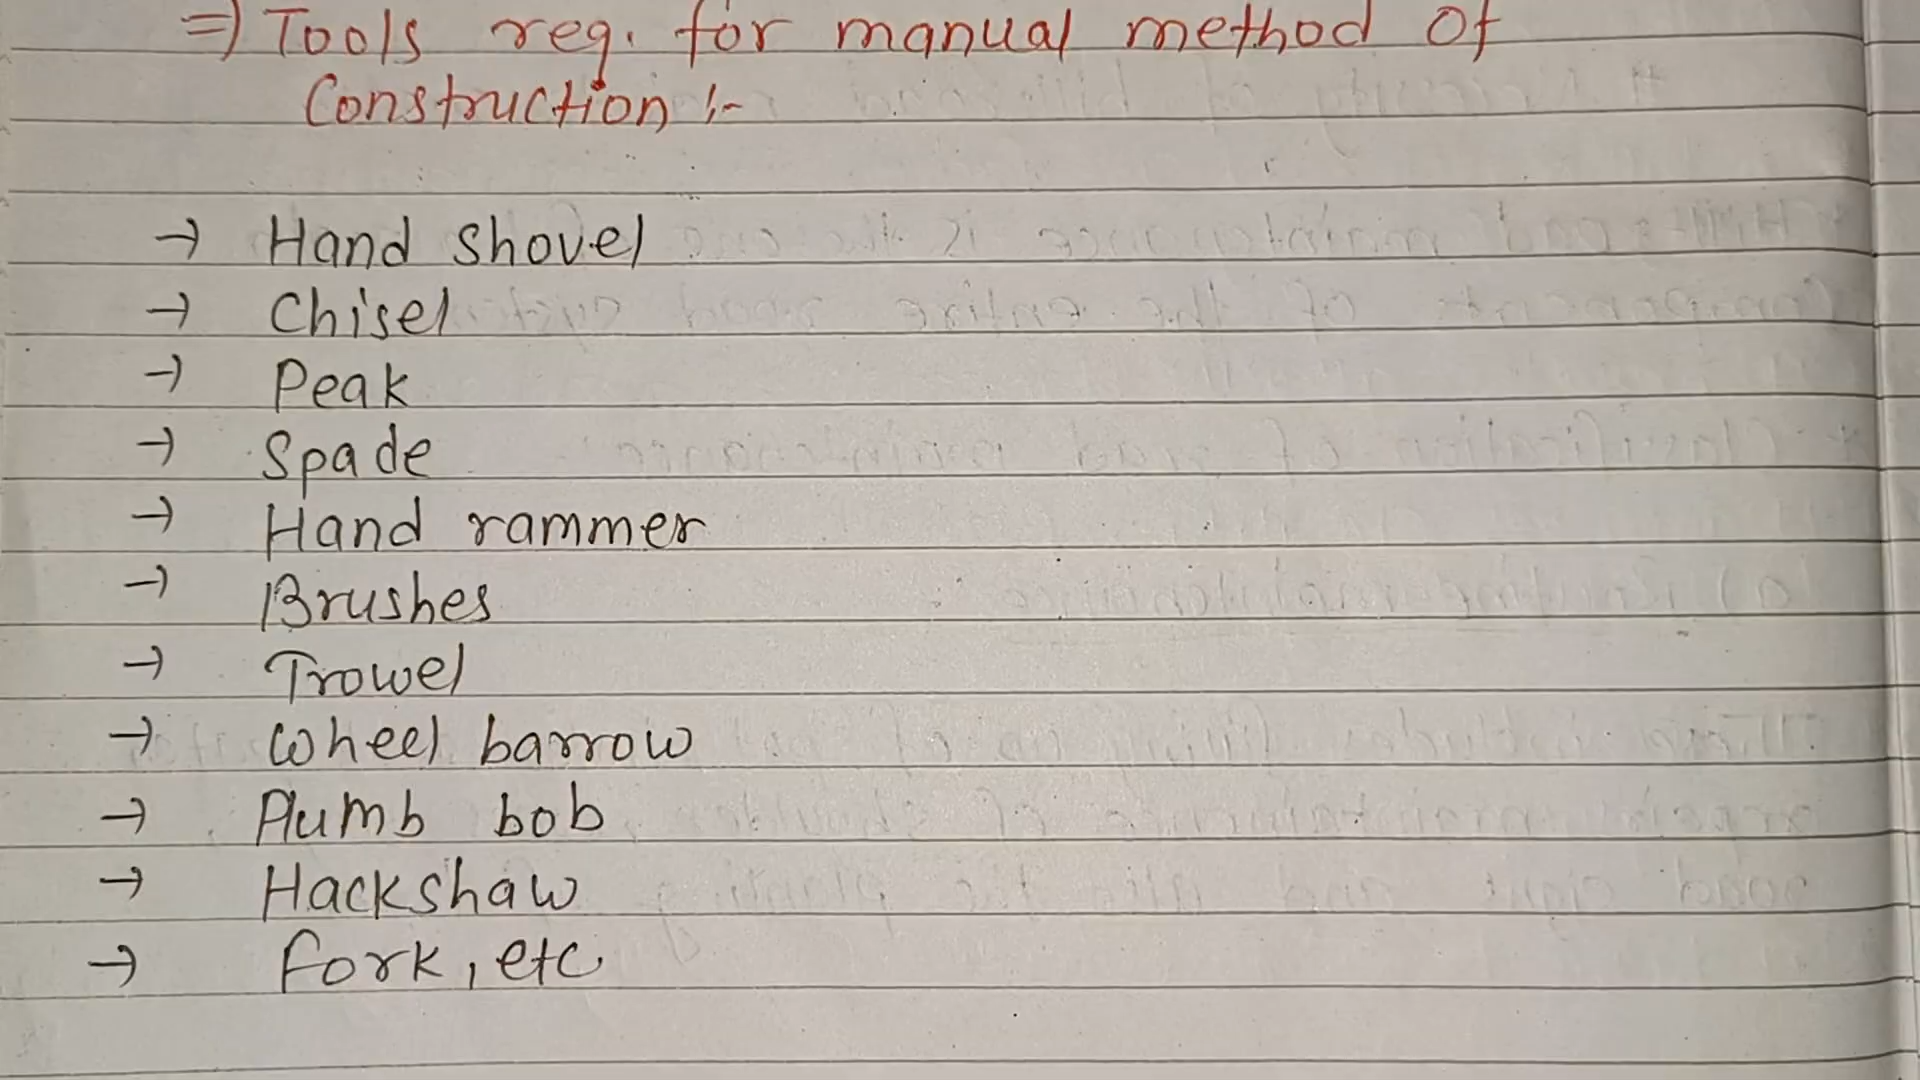 => Tools req. for manual method of
Construction :-
→ Hand shovel
→ Chisel
→ Peak
→ Spade
→ Hand rammer
→ Brushes
→ Trowel
→ Wheel barrow
→ Plumb bob
→ Hackshaw
→ fork, etc.